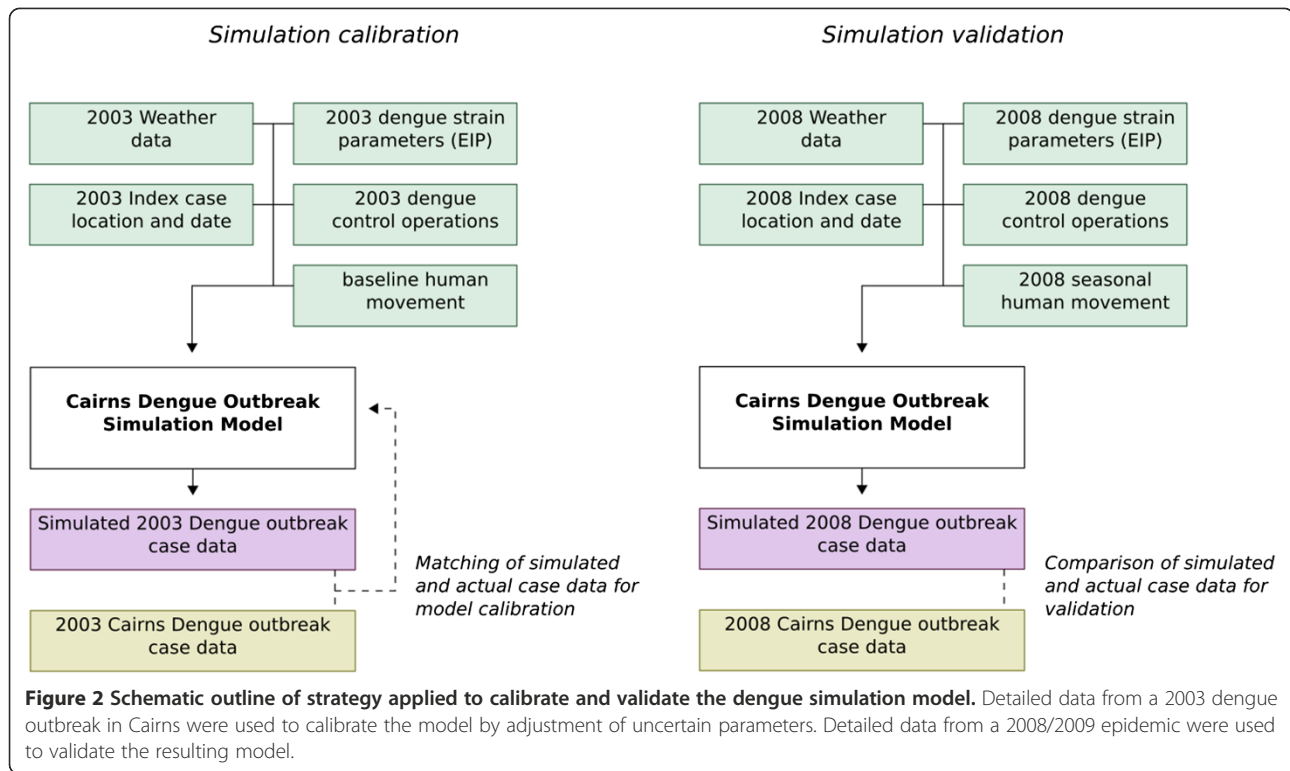 Simulation calibration
2003 Weather
data
2003 dengue strain
parameters (EIP)
2003 Index case
location and date
2003 dengue
control operations
baseline human
movement
Cairns Dengue Outbreak
Simulation Model
Simulated 2003 Dengue outbreak
case data
Matching of simulated
and actual case data for
model calibration
2003 Cairns Dengue outbreak
case data
Simulation validation
2008 Weather
data
2008 dengue strain
parameters (EIP)
2008 Index case
location and date
2008 dengue
control operations
2008 seasonal
human movement
Cairns Dengue Outbreak
Simulation Model
Simulated 2008 Dengue outbreak
case data
Comparison of simulated
and actual case data for
validation
2008 Cairns Dengue outbreak
case data
Figure 2 Schematic outline of strategy applied to calibrate and validate the dengue simulation model. Detailed data from a 2003 dengue
outbreak in Cairns were used to calibrate the model by adjustment of uncertain parameters. Detailed data from a 2008/2009 epidemic were used
to validate the resulting model.